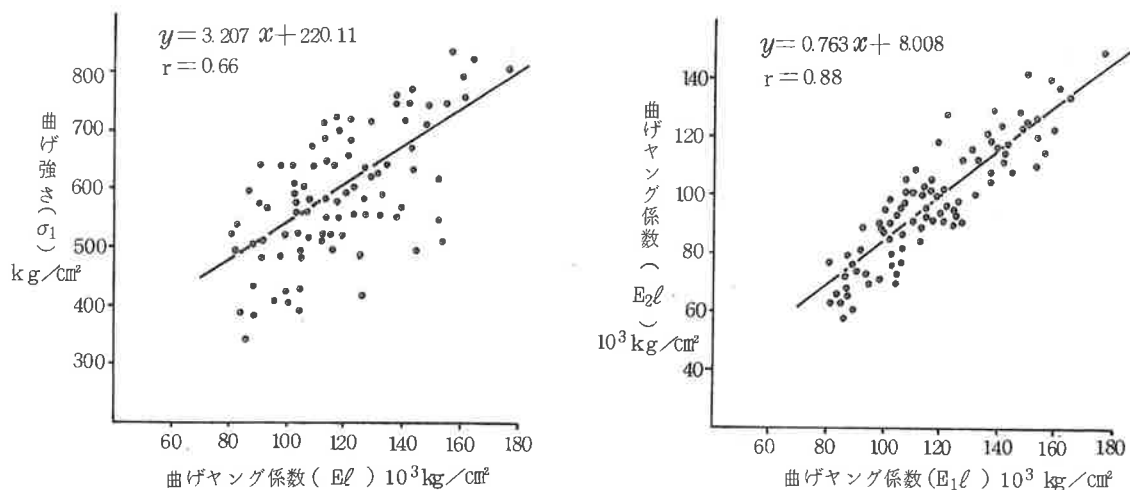 y=3.207 x+220.11
r=0.66
800
700
600
500
400
300
曲げ強さ(σ1)
kg/cm²
60 80 100 120 140 160 180
曲げヤング係数( Eℓ ) 10³kg/cm²
y=0.763x+8.008
r=0.88
140
120
100
80
60
40
曲げヤング係数(E2ℓ)
10³kg/cm²
60 80 100 120 140 160 180
曲げヤング係数(E1ℓ) 10³ kg/cm²